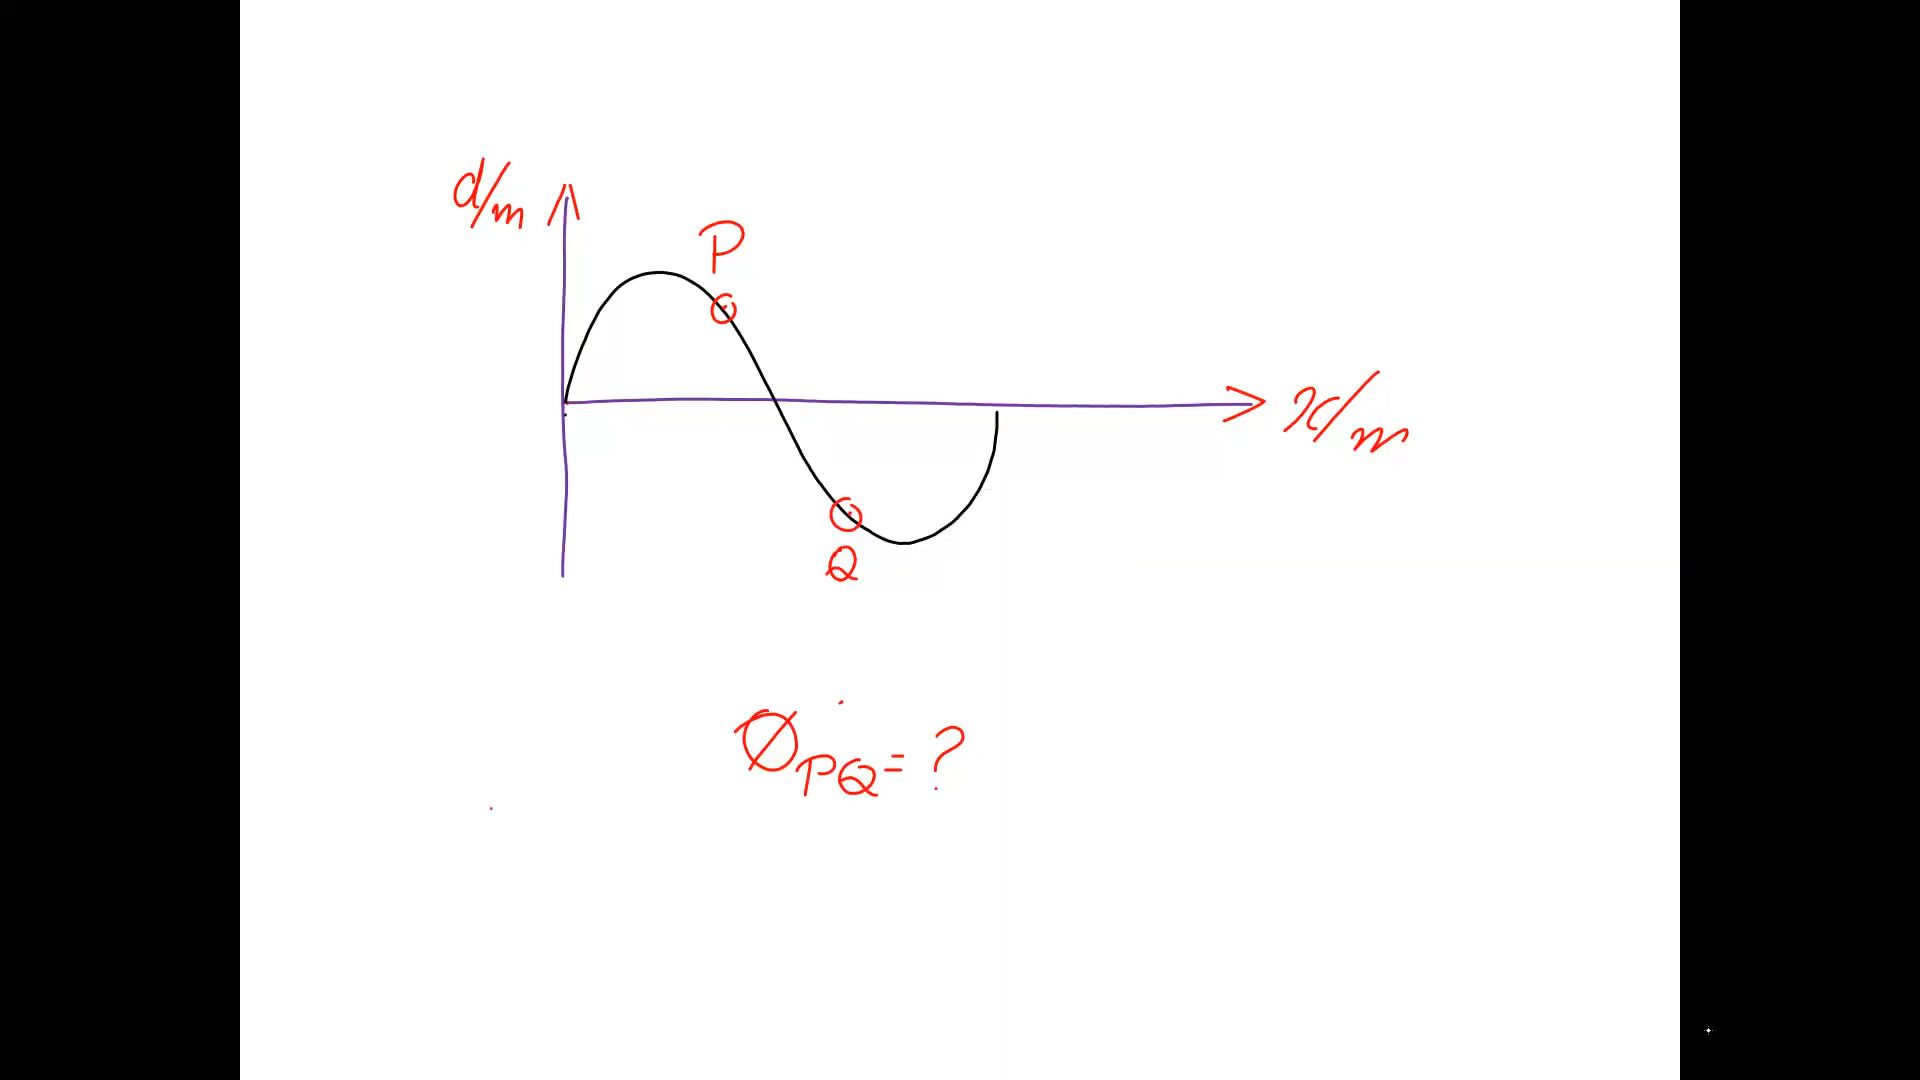 d/m
P
x/m
Q
ØPQ = ?